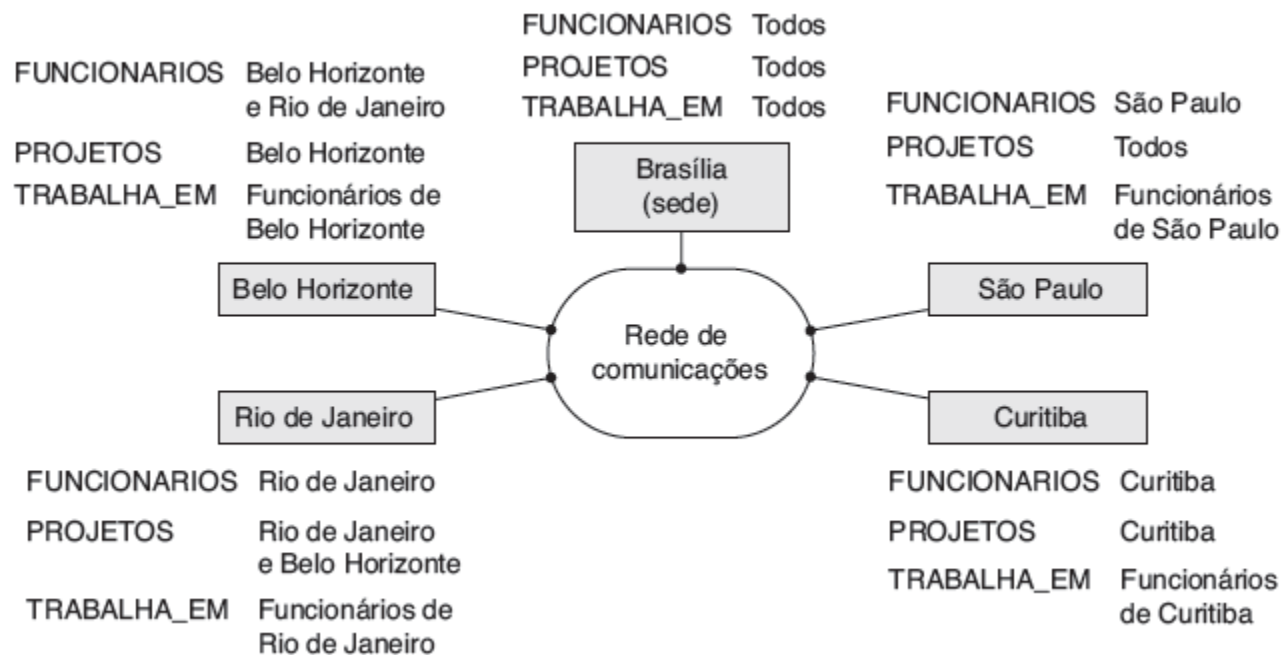 FUNCIONARIOS Todos
PROJETOS Todos
TRABALHA_EM Todos
Brasília
(sede)
FUNCIONARIOS Belo Horizonte
e Rio de Janeiro
PROJETOS Belo Horizonte
TRABALHA_EM Funcionários de
Belo Horizonte
Belo Horizonte
FUNCIONARIOS São Paulo
PROJETOS Todos
TRABALHA_EM Funcionários
de São Paulo
São Paulo
Rede de
comunicações
Rio de Janeiro
FUNCIONARIOS Rio de Janeiro
PROJETOS Rio de Janeiro
e Belo Horizonte
TRABALHA_EM Funcionários de
Rio de Janeiro
Curitiba
FUNCIONARIOS Curitiba
PROJETOS Curitiba
TRABALHA_EM Funcionários
de Curitiba